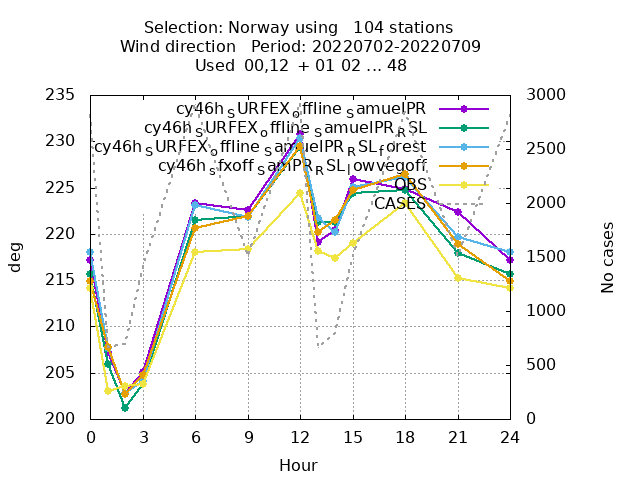 Selection: Norway using   104 stations
Wind direction   Period: 20220702-20220709
Used  00,12  + 01 02 ... 48
cy46h_SURFEX_offline_SamuelPR
cy46h_SURFEX_offline_SamuelPR_RSL
cy46h_SURFEX_offline_SamuelPR_RSL_forest
cy46h_sfxoff_SamPR_RSL_lowvegoff
OBS
CASES
235
230
225
220
215
210
205
200
3000
2500
2000
1500
1000
500
0
deg
No cases
0 3 6 9 12 15 18 21 24
Hour